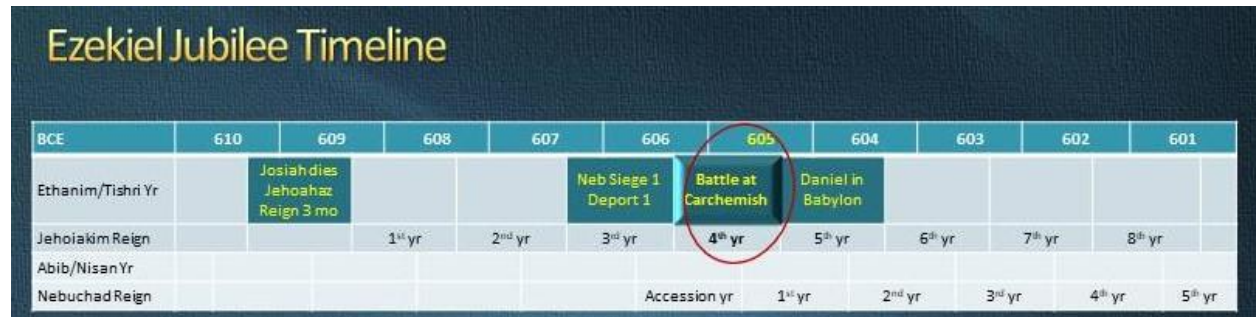 Ezekiel Jubilee Timeline
BCE 610 609 608 607 606 605 604 603 602 601
Ethanim/Tishri Yr
Josiah dies
Jehoahaz
Reign 3 mo
Neb Siege 1
Deport 1
Battle at
Carchemish
Daniel in
Babylon
Jehoiakim Reign 1st yr 2nd yr 3rd yr 4th yr 5th yr 6th yr 7th yr 8th yr
Abib/Nisan Yr
Nebuchad Reign Accession yr 1st yr 2nd yr 3rd yr 4th yr 5th yr